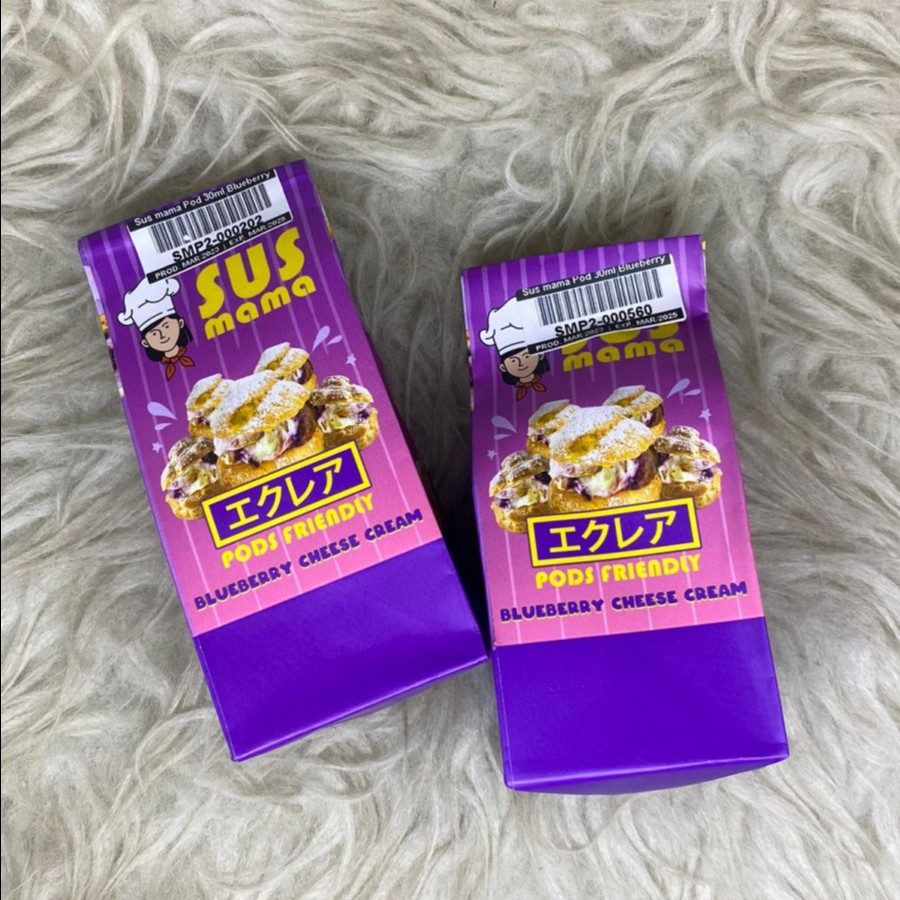 Sus mama Pod 30ml Blueberry
SMP2-000202
PROD. MAR 2023 | EXP. MAR 2025
SUS
mama
エクレア
PODS FRIENDLY
BLUEBERRY CHEESE CREAM
Sus mama Pod 30ml Blueberry
SMP2-000560
PROD. MAR 2023 | EXP. MAR 2025
SUS
mama
エクレア
PODS FRIENDLY
BLUEBERRY CHEESE CREAM